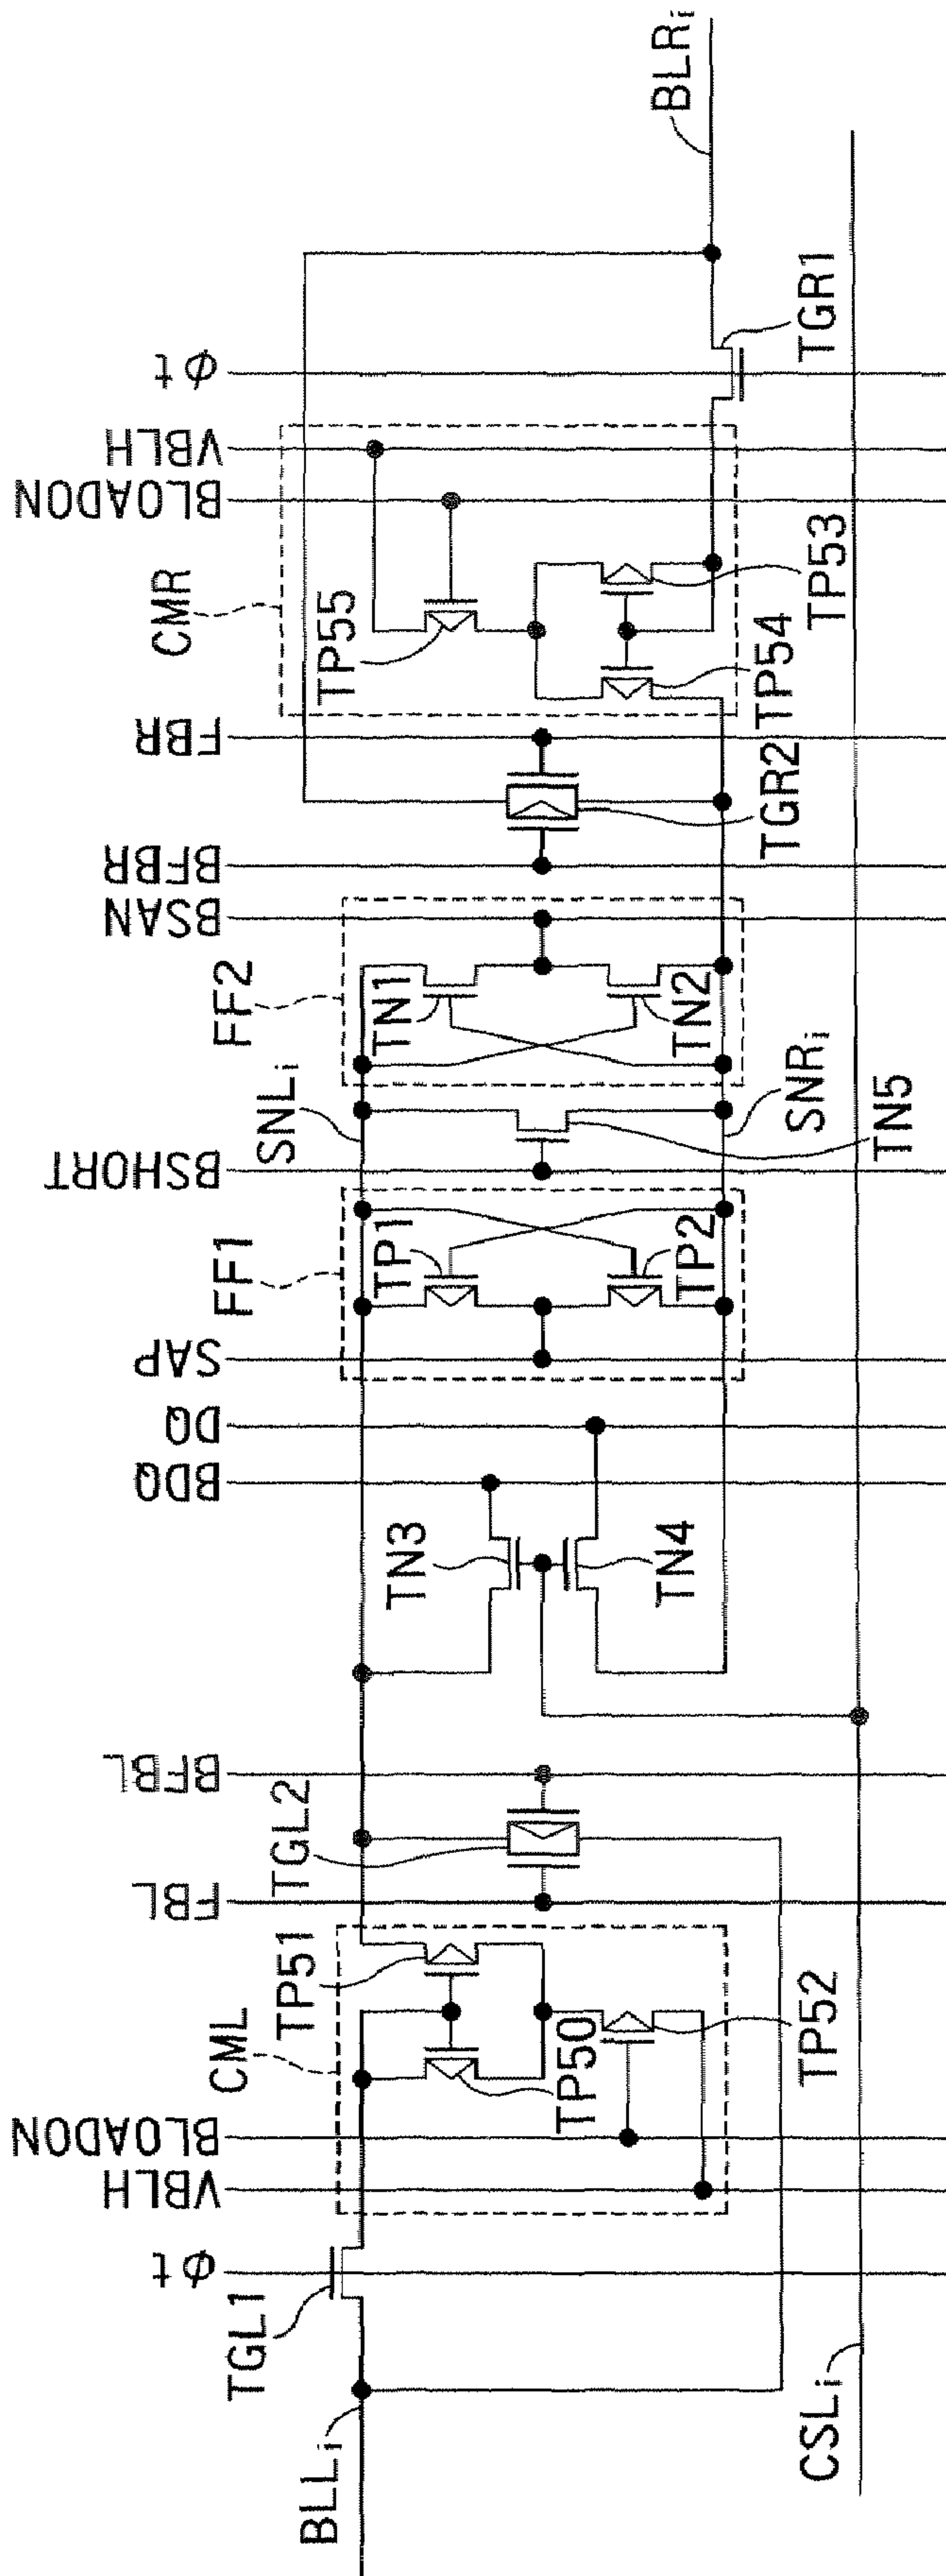 BLLi
TGL1
φt
VBLH
BLOADON
CML
TP50
TP51
TP52
FBL
TGL2
BFBL
TN3
TN4
BDQ
DQ
SAP
FF1
TP1
TP2
BSHORT
SNLi
SNRi
TN5
FF2
TN1
TN2
BSAN
BFBR
FBR
TGR2
CMR
TP55
TP54
TP53
BLOADON
VBLH
φt
TGR1
BLRi
CSLi